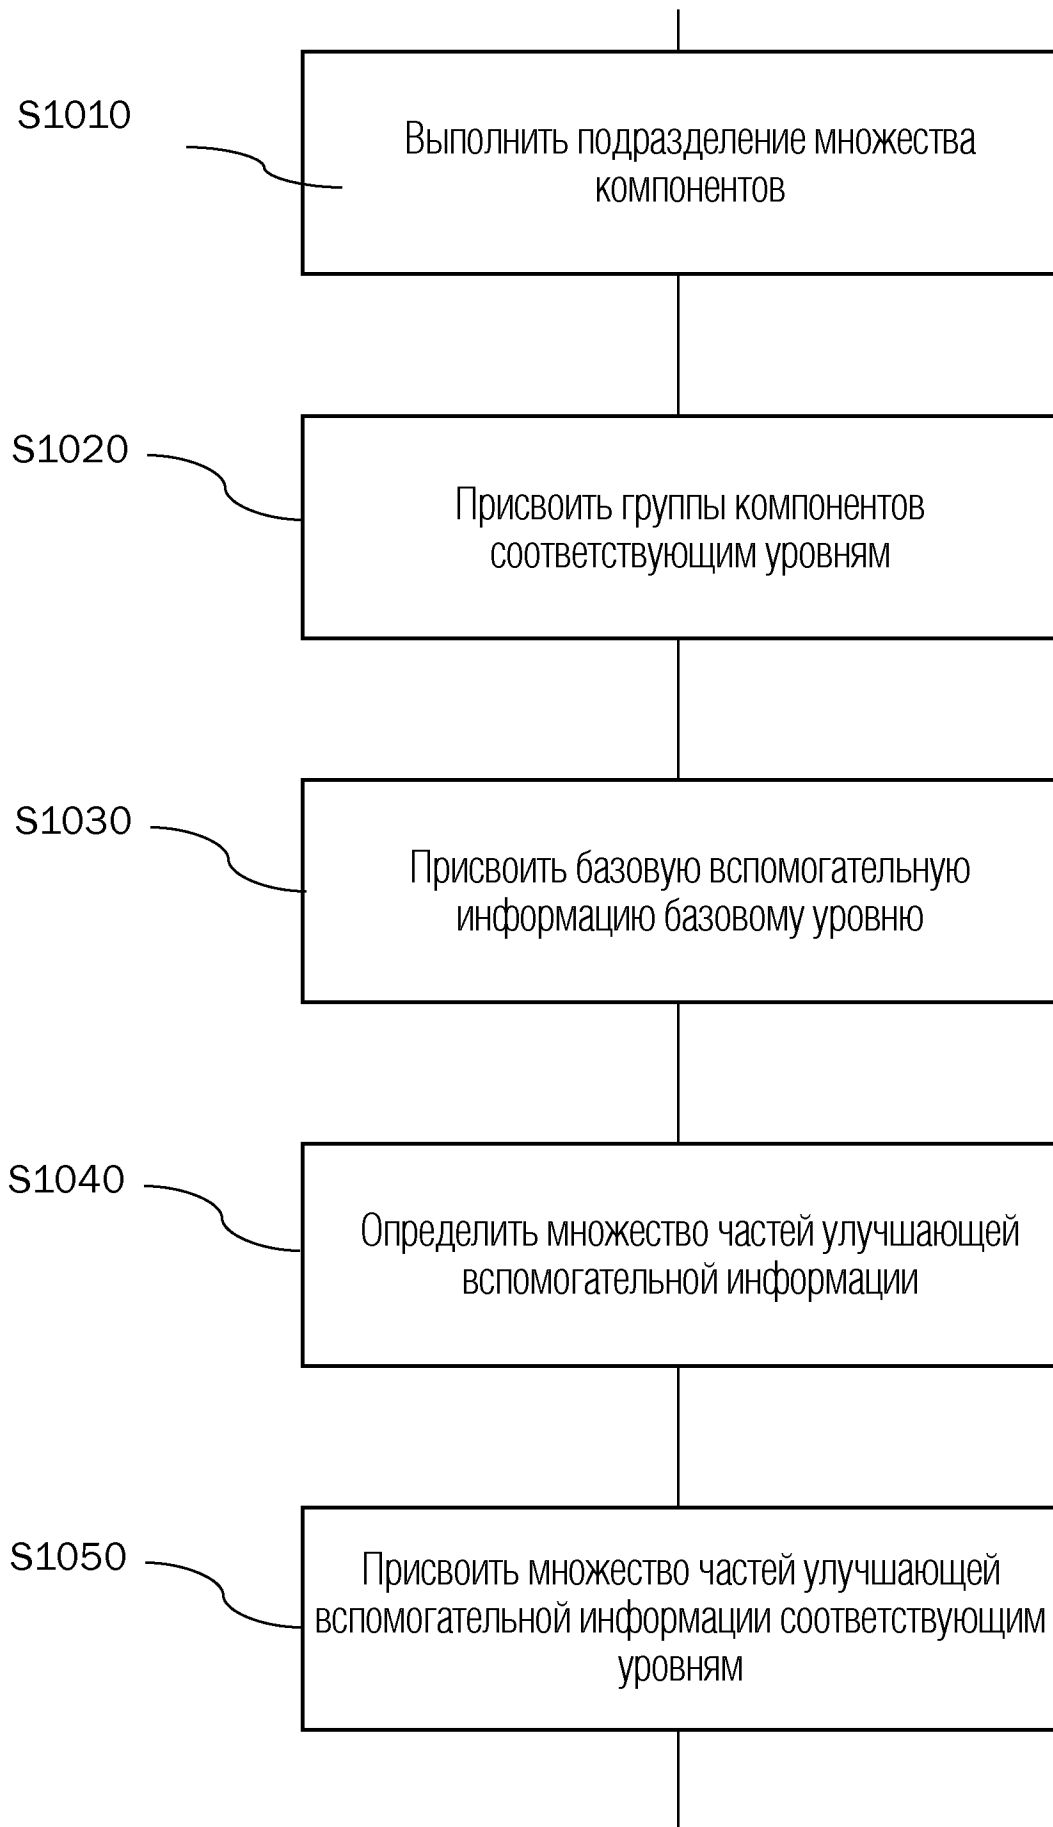 S1010
Выполнить подразделение множества
компонентов
S1020
Присвоить группы компонентов
соответствующим уровням
S1030
Присвоить базовую вспомогательную
информацию базовому уровню
S1040
Определить множество частей улучшающей
вспомогательной информации
S1050
Присвоить множество частей улучшающей
вспомогательной информации соответствующим
уровням